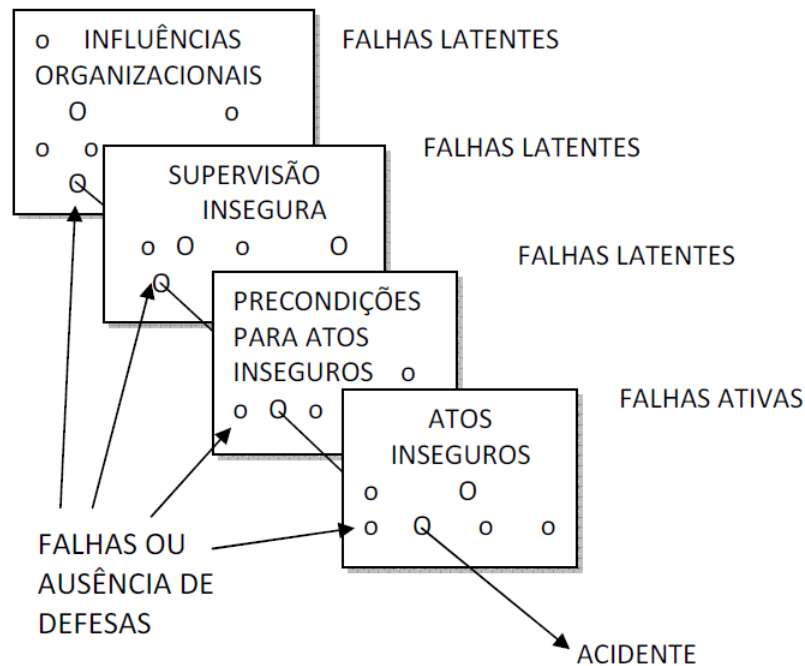 o INFLUÊNCIAS
ORGANIZACIONAIS
O o
o o
O
FALHAS LATENTES
SUPERVISÃO
INSEGURA
o O o O
O
FALHAS LATENTES
PRECONDIÇÕES
PARA ATOS
INSEGUROS o
o O o
FALHAS LATENTES
ATOS
INSEGUROS
o O
o O o o
FALHAS ATIVAS
FALHAS OU
AUSÊNCIA DE
DEFESAS
ACIDENTE